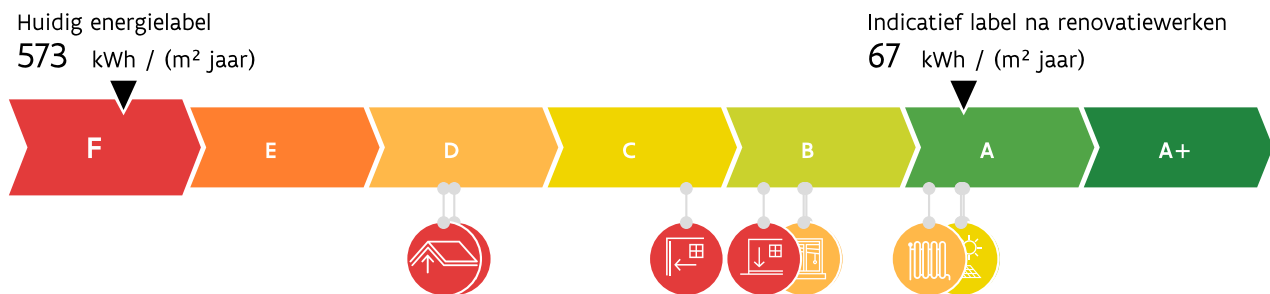 Huidig energielabel
573 kWh / (m² jaar)
Indicatief label na renovatiewerken
67 kWh / (m² jaar)
F E D C B A A+